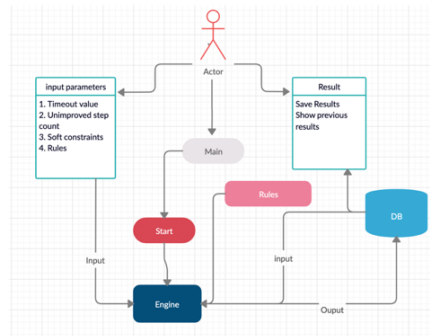 Actor
input parameters
1. Timeout value
2. Unimproved step
count
3. Soft constraints
4. Rules
Result
Save Results
Show previous
results
Main
Rules
Start
DB
Input
input
Engine
Ouput